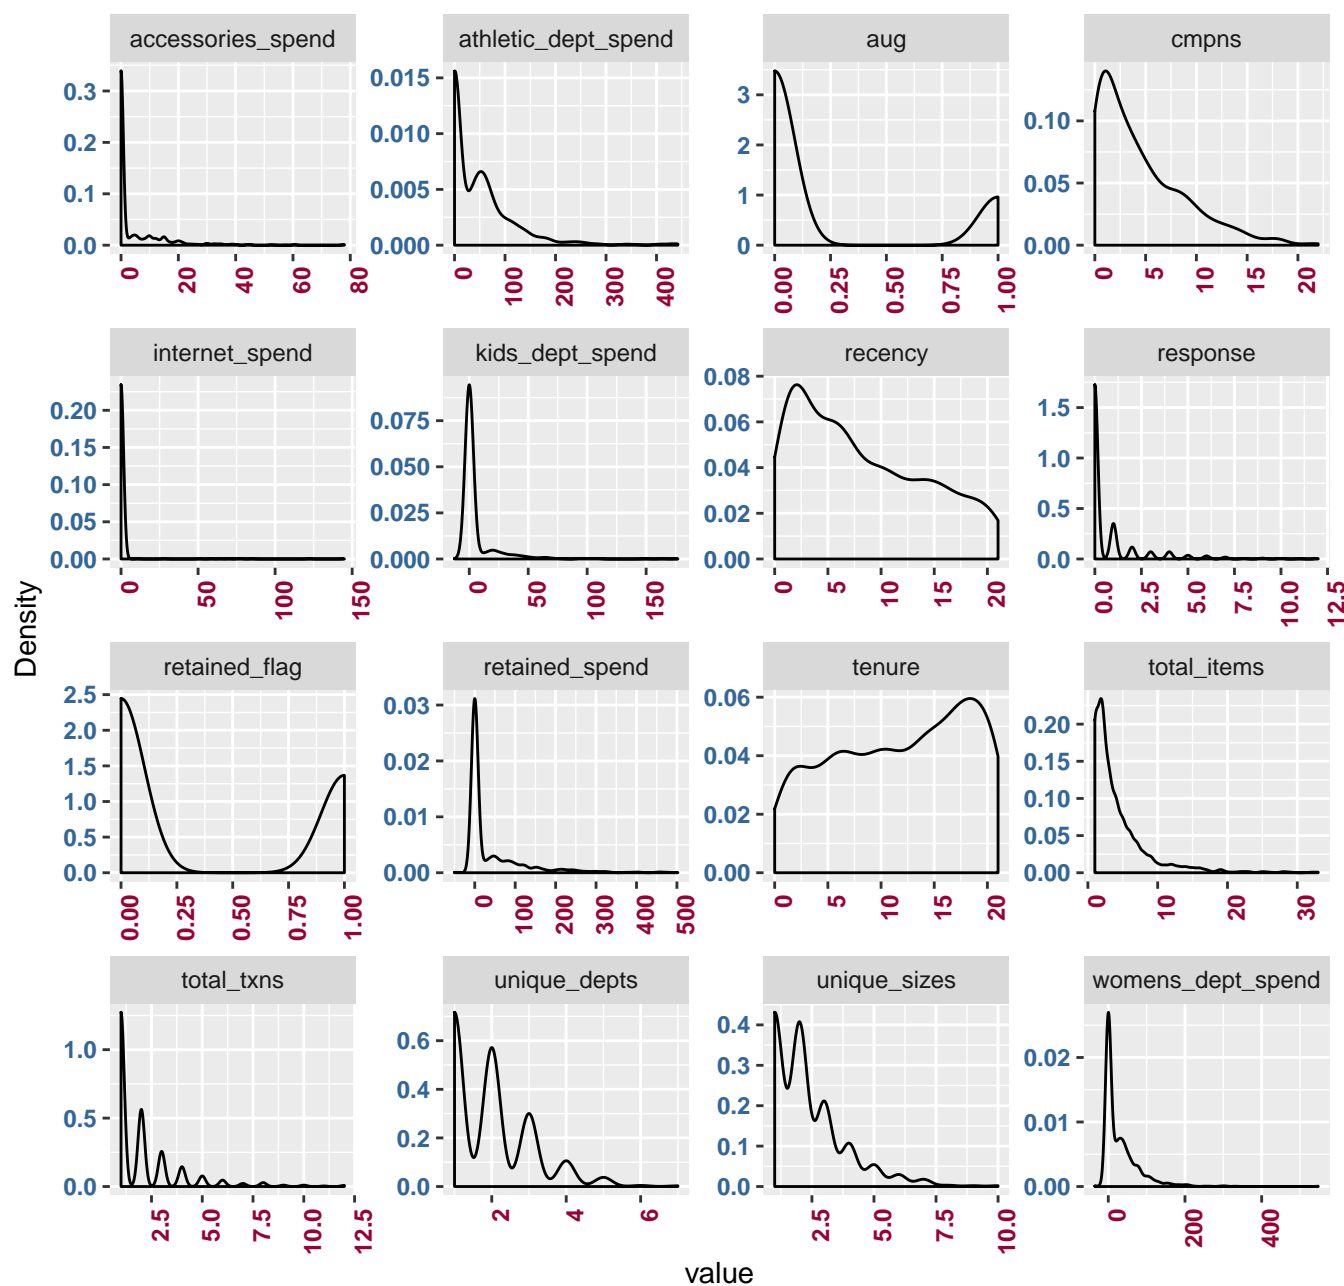 accessories_spend athletic_dept_spend aug cmpns
0.3 0.2 0.1 0.0
0.015 0.010 0.005 0.000
3 2 1 0
0.10 0.05 0.00
0 20 40 60 80
0 100 200 300 400
0.00 0.25 0.50 0.75 1.00
0 5 10 15 20
internet_spend kids_dept_spend recency response
0.20 0.15 0.10 0.05 0.00
0.075 0.050 0.025 0.000
0.08 0.06 0.04 0.02 0.00
1.5 1.0 0.5 0.0
0 50 100 150
0 50 100 150
0 5 10 15 20
0.0 2.5 5.0 7.5 10.0 12.5
Density
retained_flag retained_spend tenure total_items
2.5 2.0 1.5 1.0 0.5 0.0
0.03 0.02 0.01 0.00
0.06 0.04 0.02 0.00
0.20 0.15 0.10 0.05 0.00
0.00 0.25 0.50 0.75 1.00
0 100 200 300 400 500
0 5 10 15 20
0 10 20 30
total_txns unique_depts unique_sizes womens_dept_spend
1.0 0.5 0.0
0.6 0.4 0.2 0.0
0.4 0.3 0.2 0.1 0.0
0.02 0.01 0.00
2.5 5.0 7.5 10.0 12.5
2 4 6
2.5 5.0 7.5 10.0
0 200 400
value